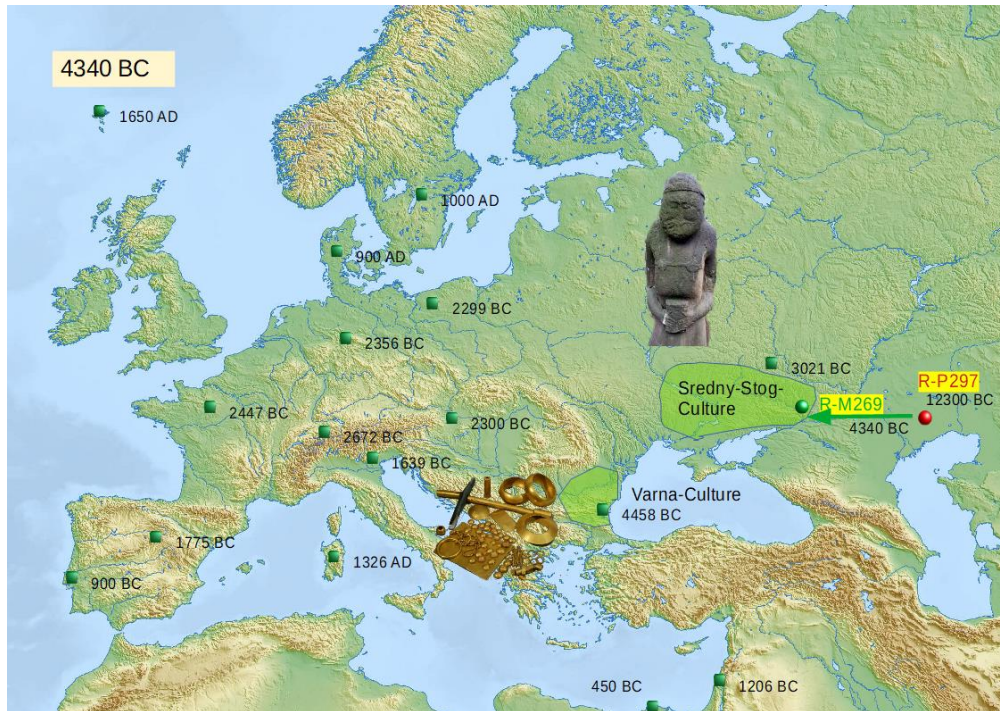 4340 BC
1650 AD
1000 AD
900 AD
2299 BC
2356 BC
3021 BC
R-P297
Sredny-Stog-
Culture
12300 BC
R-M269
2447 BC
2300 BC
4340 BC
2672 BC
1639 BC
Varna-Culture
4458 BC
1775 BC
1326 AD
900 BC
450 BC
1206 BC